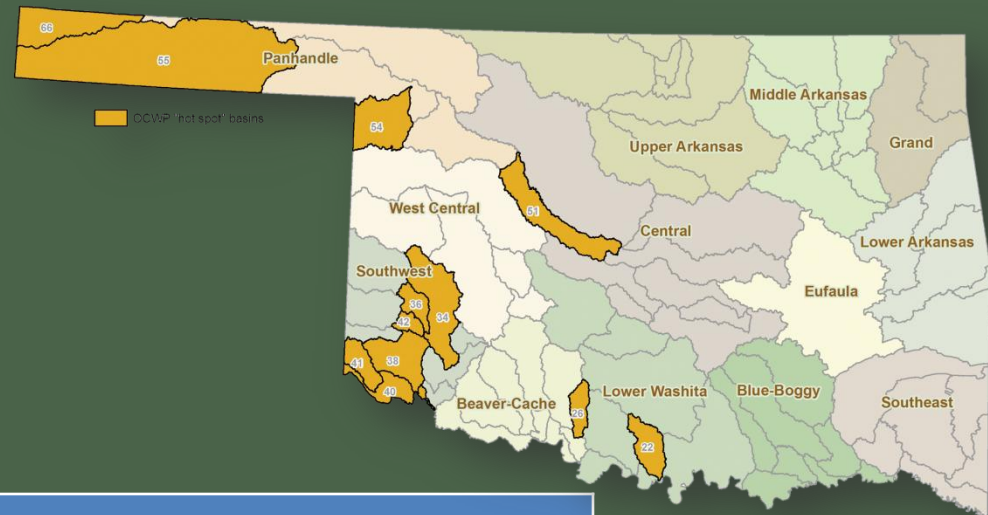 66
55
Panhandle
OCWP "hot spot" basins
54
Middle Arkansas
Upper Arkansas
Grand
West Central
51
Central
Lower Arkansas
Southwest
36
34
42
Eufaula
41
38
40
Beaver-Cache
26
Lower Washita
22
Blue-Boggy
Southeast